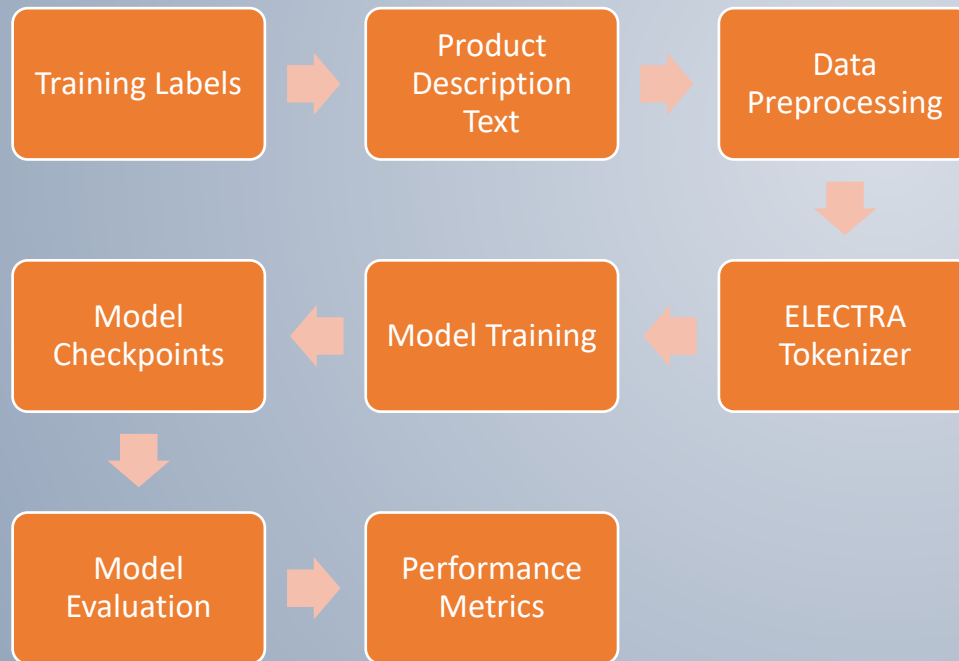 Training Labels
Product
Description
Text
Data
Preprocessing
ELECTRA
Tokenizer
Model Training
Model
Checkpoints
Model
Evaluation
Performance
Metrics